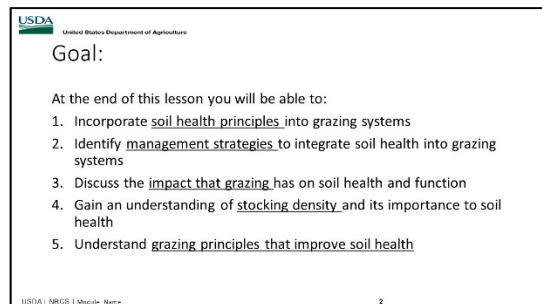 USDA
United States Department of Agriculture
Goal:
At the end of this lesson you will be able to:
1. Incorporate soil health principles into grazing systems
2. Identify management strategies to integrate soil health into grazing
systems
3. Discuss the impact that grazing has on soil health and function
4. Gain an understanding of stocking density and its importance to soil
health
5. Understand grazing principles that improve soil health
USDA | NRCS | Module Name 2